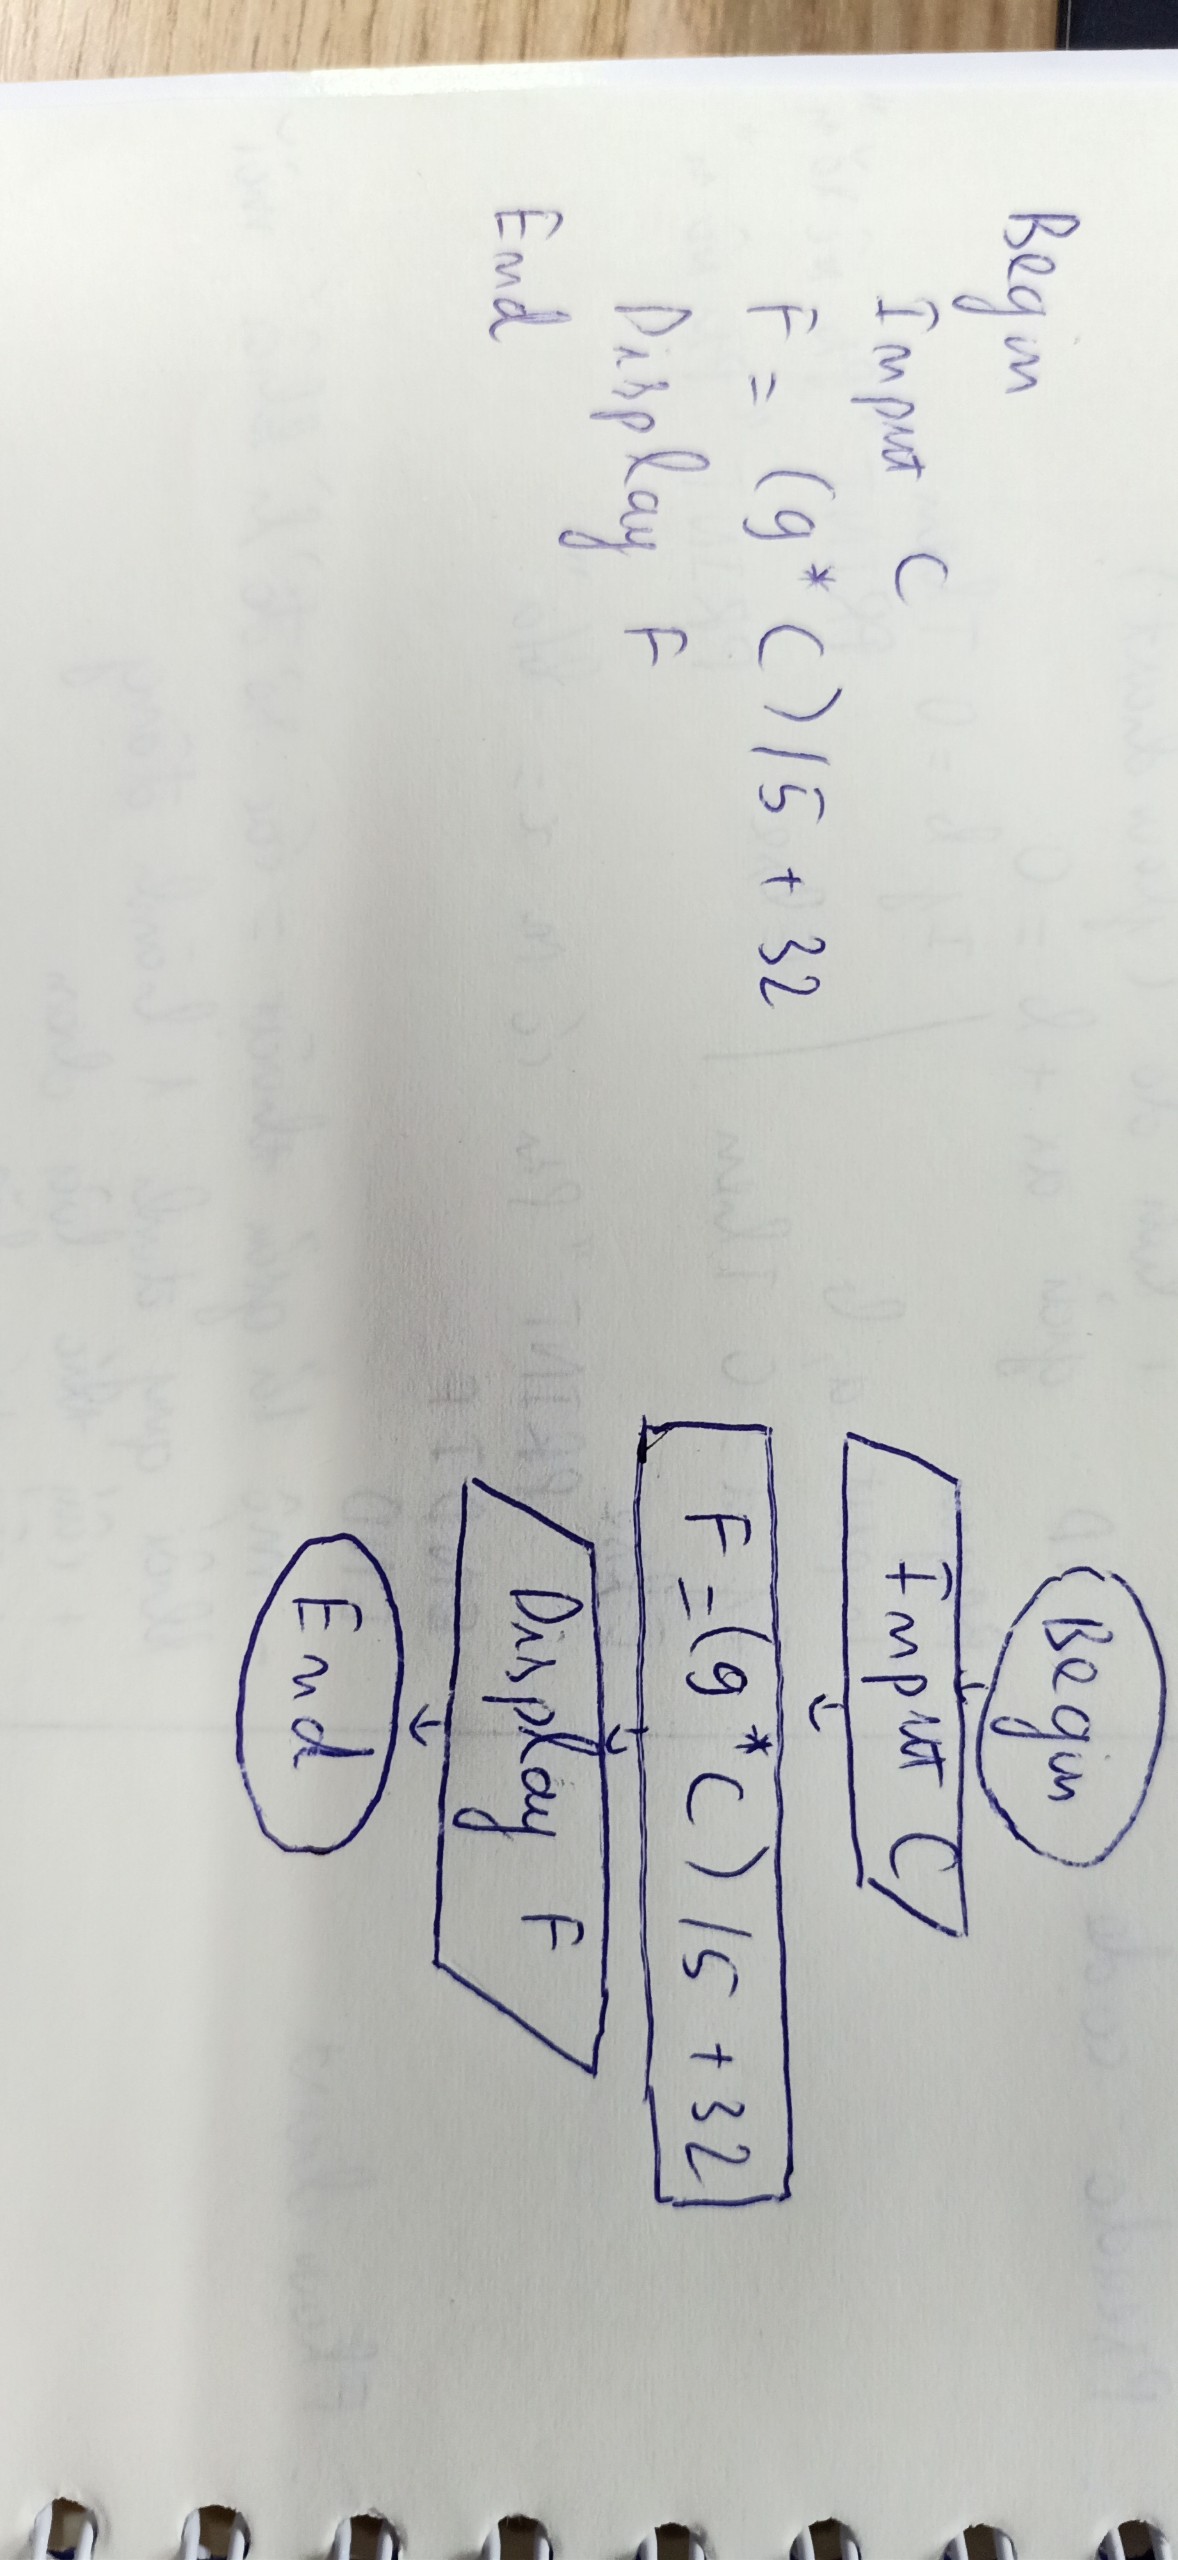 Begin
Input C
F = (9 * C) / 5 + 32
Display F
End
Begin
Input C
F = (9 * C) / 5 + 32
Display F
End